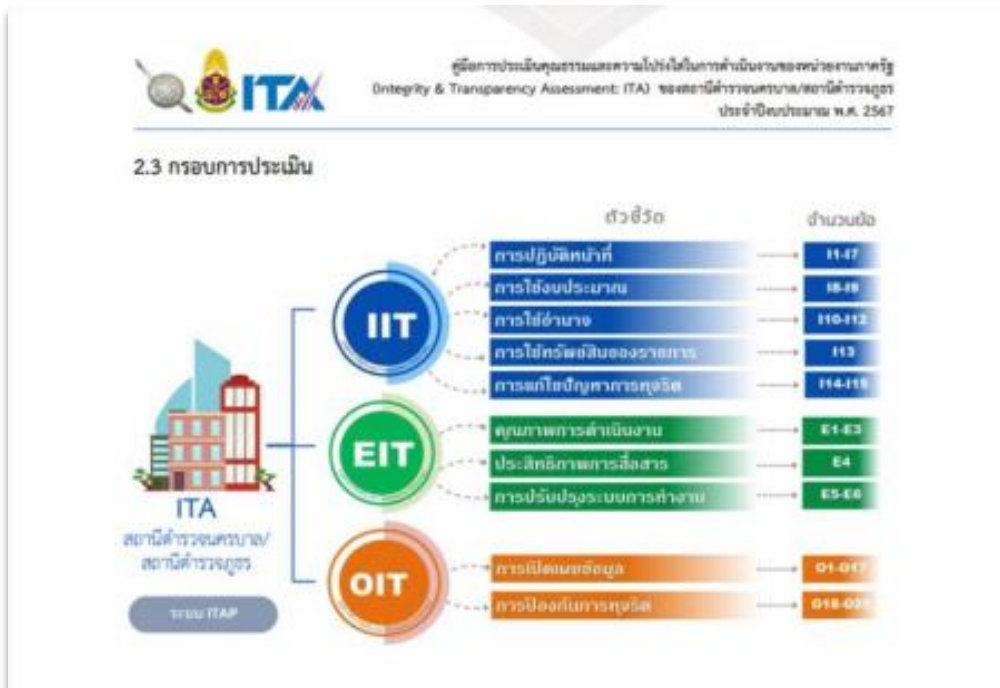 ITA
คู่มือการประเมินคุณธรรมและความโปร่งใสในการดำเนินงานของหน่วยงานภาครัฐ
(Integrity & Transparency Assessment: ITA) ของสถานีตำรวจนครบาล/สถานีตำรวจภูธร
ประจำปีงบประมาณ พ.ศ. 2567
2.3 กรอบการประเมิน
ตัวชี้วัด จำนวนข้อ
IIT
การปฏิบัติหน้าที่ I1-I7
การใช้งบประมาณ I8-I9
การใช้อำนาจ I10-I12
การใช้ทรัพย์สินของราชการ I13
การแก้ไขปัญหาการทุจริต I14-I15
EIT
คุณภาพการดำเนินงาน E1-E3
ประสิทธิภาพการสื่อสาร E4
การปรับปรุงระบบการทำงาน E5-E6
OIT
การเปิดเผยข้อมูล O1-O17
การป้องกันการทุจริต
ITA
สถานีตำรวจนครบาล/
สถานีตำรวจภูธร
ระบบ ITAP